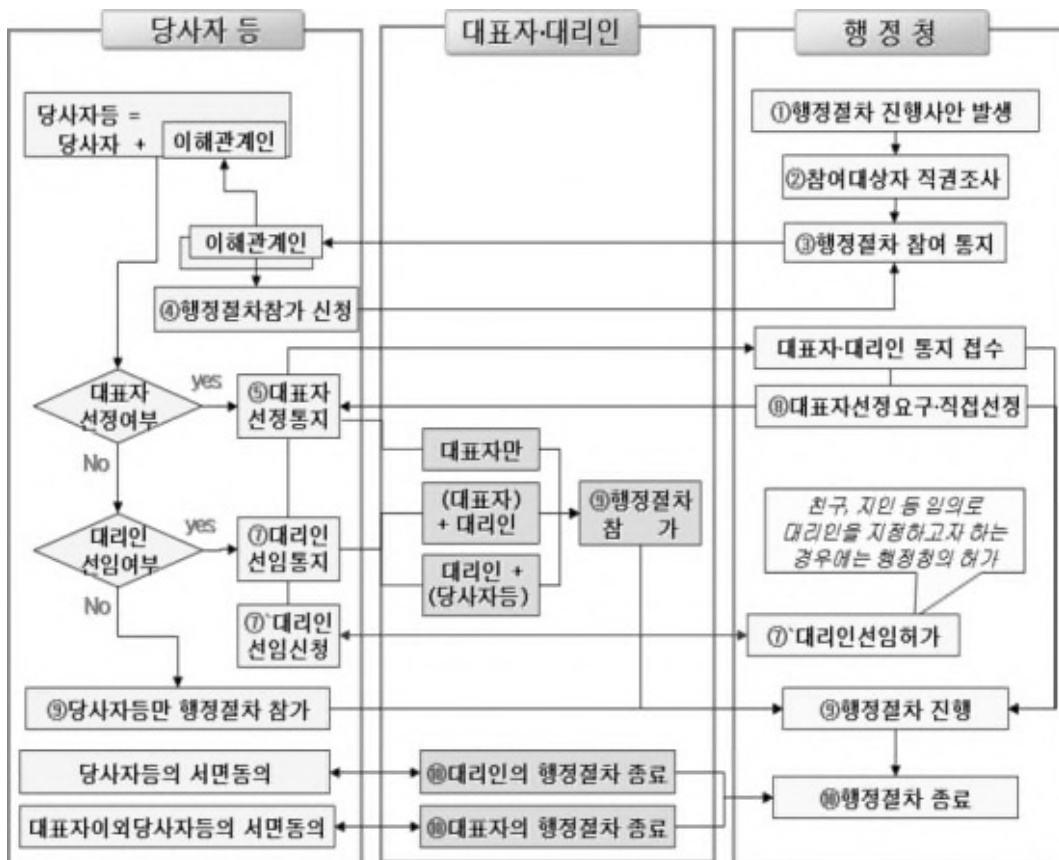 당사자 등
대표자·대리인
행 정 청
당사자등 =
당사자 +
이해관계인
이해관계인
④행정절차참가 신청
대표자
선정여부
yes
⑤대표자
선정통지
No
대리인
선임여부
yes
⑦대리인
선임통지
No
⑦`대리인
선임신청
⑨당사자등만 행정절차 참가
당사자등의 서면동의
대표자이외당사자등의 서면동의
대표자만
(대표자)
+ 대리인
대리인 +
(당사자등)
⑨행정절차
참 가
⑩대리인의 행정절차 종료
⑩대표자의 행정절차 종료
①행정절차 진행사안 발생
②참여대상자 직권조사
③행정절차 참여 통지
대표자·대리인 통지 접수
⑧대표자선정요구·직접선정
친구, 지인 등 임의로
대리인을 지정하고자 하는
경우에는 행정청의 허가
⑦`대리인선임허가
⑨행정절차 진행
⑩행정절차 종료